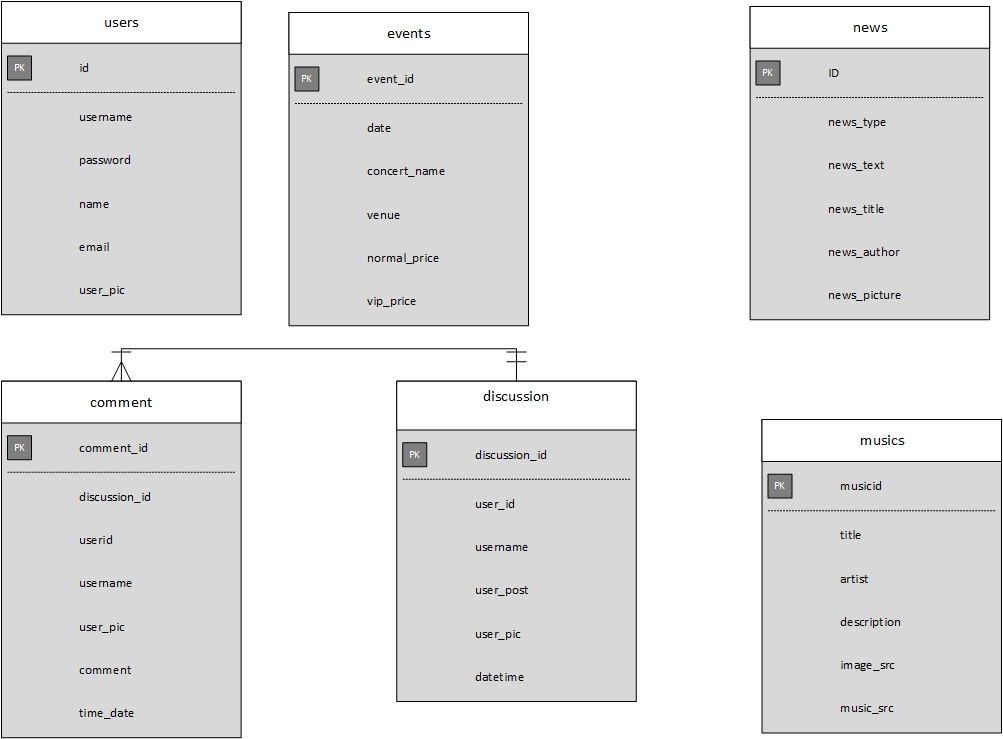 users
PK id
username
password
name
email
user_pic
events
PK event_id
date
concert_name
venue
normal_price
vip_price
news
PK ID
news_type
news_text
news_title
news_author
news_picture
comment
PK comment_id
discussion_id
userid
username
user_pic
comment
time_date
discussion
PK discussion_id
user_id
username
user_post
user_pic
datetime
musics
PK musicid
title
artist
description
image_src
music_src